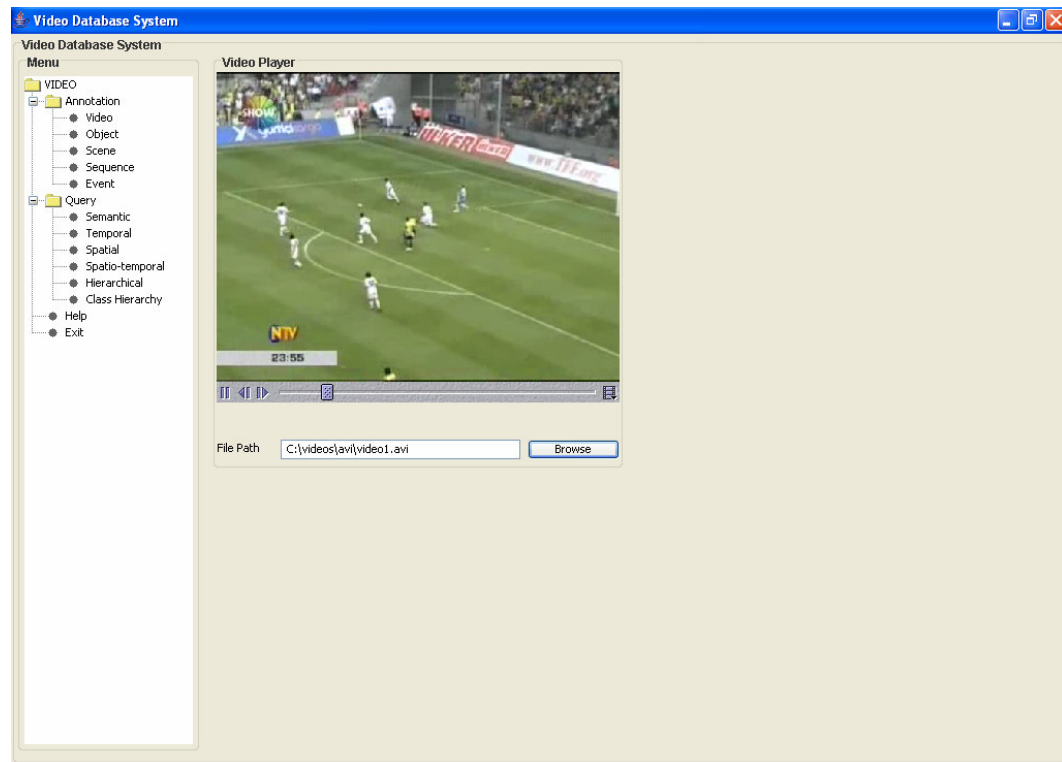 Video Database System
Video Database System
Menu
VIDEO
Annotation
Video
Object
Scene
Sequence
Event
Query
Semantic
Temporal
Spatial
Spatio-temporal
Hierarchical
Class Hierarchy
Help
Exit
Video Player
SHOW
yurtiçi
ÜLKER
www.TFF.org
NTV
23:55
File Path
C:\videos\avi\video1.avi
Browse